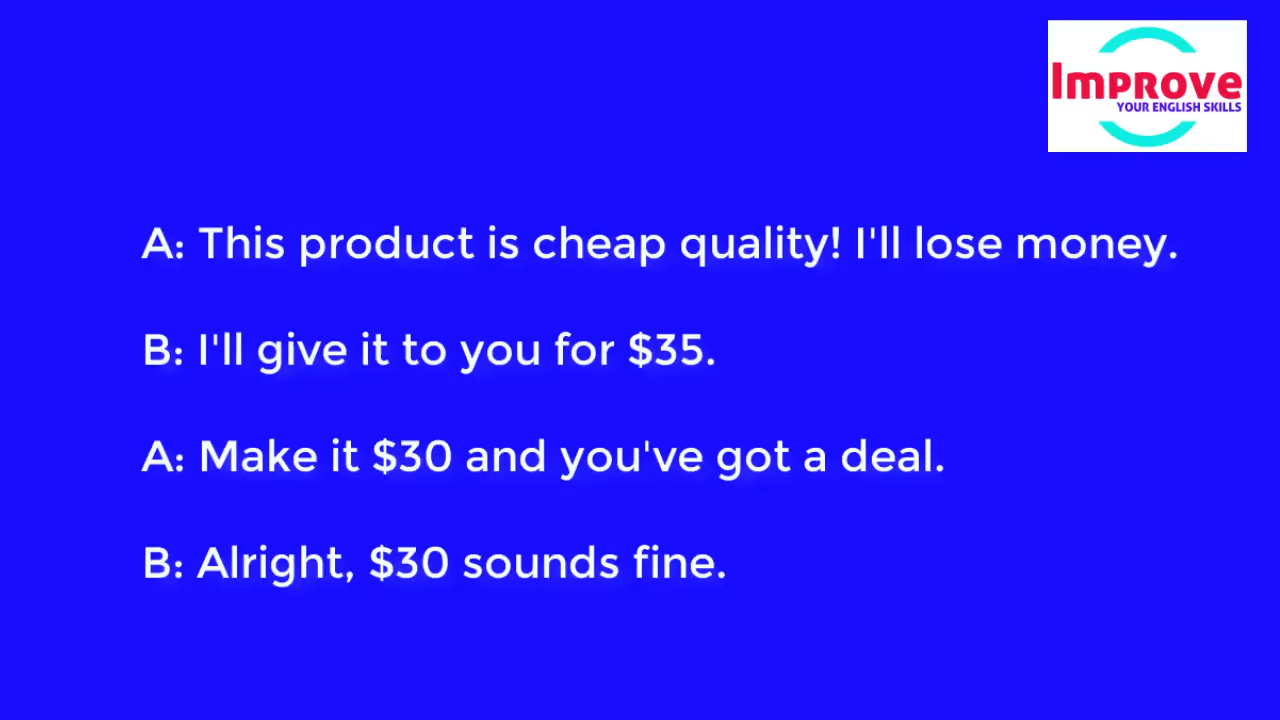 Improve
YOUR ENGLISH SKILLS
A: This product is cheap quality! I'll lose money.
B: I'll give it to you for $35.
A: Make it $30 and you've got a deal.
B: Alright, $30 sounds fine.